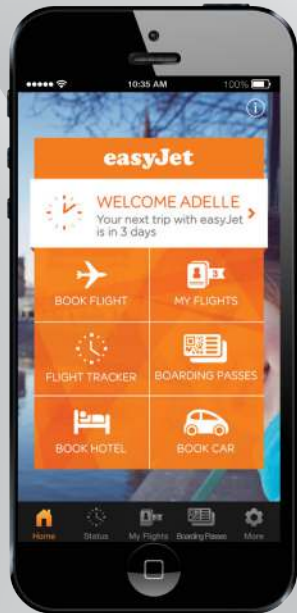 10:35 AM
100%
easyJet
WELCOME ADELLE
Your next trip with easyJet
is in 3 days
BOOK FLIGHT
3
MY FLIGHTS
FLIGHT TRACKER
BOARDING PASSES
BOOK HOTEL
BOOK CAR
Home
Status
My Flights
Boarding Passes
More